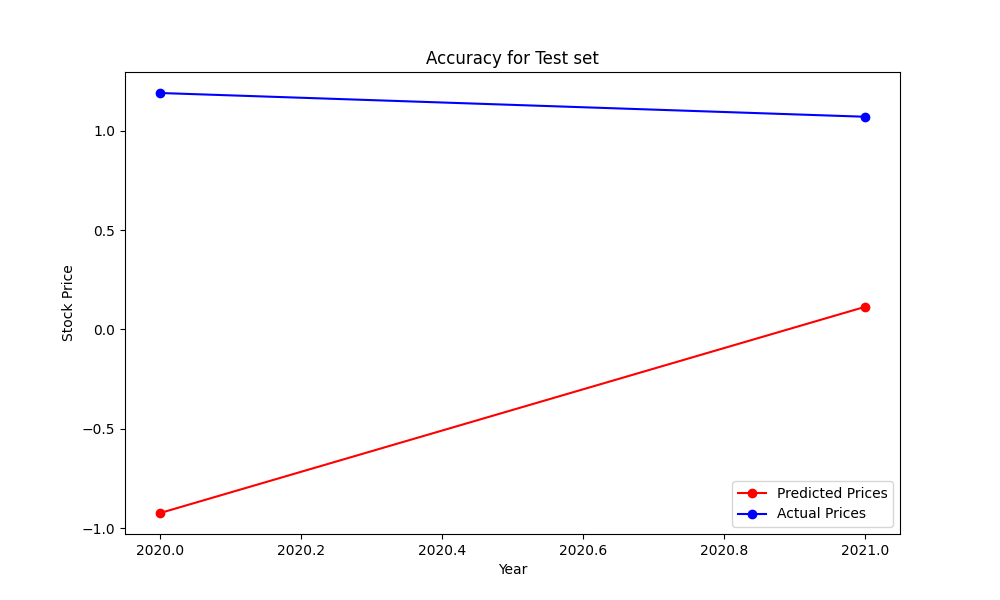 Accuracy for Test set
1.0
0.5
0.0
−0.5
−1.0
Stock Price
2020.0 2020.2 2020.4 2020.6 2020.8 2021.0
Year
Predicted Prices
Actual Prices